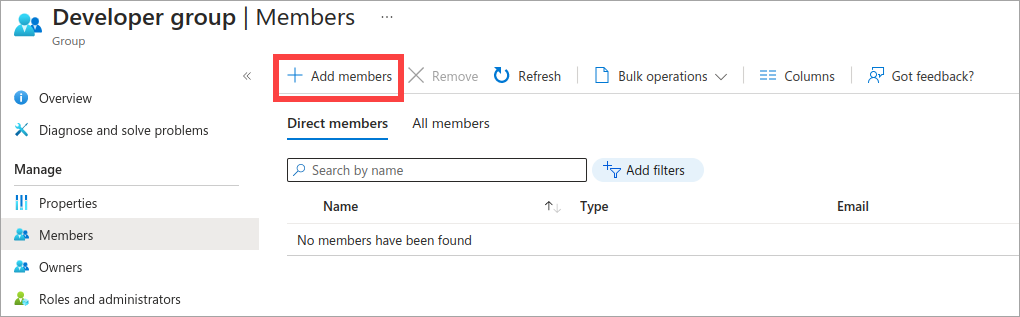 Developer group | Members ...
Group
«
+ Add members Remove Refresh Bulk operations Columns Got feedback?
Overview
Diagnose and solve problems
Manage
Properties
Members
Owners
Roles and administrators
Direct members All members
Search by name Add filters
Name ↑↓ Type Email
No members have been found